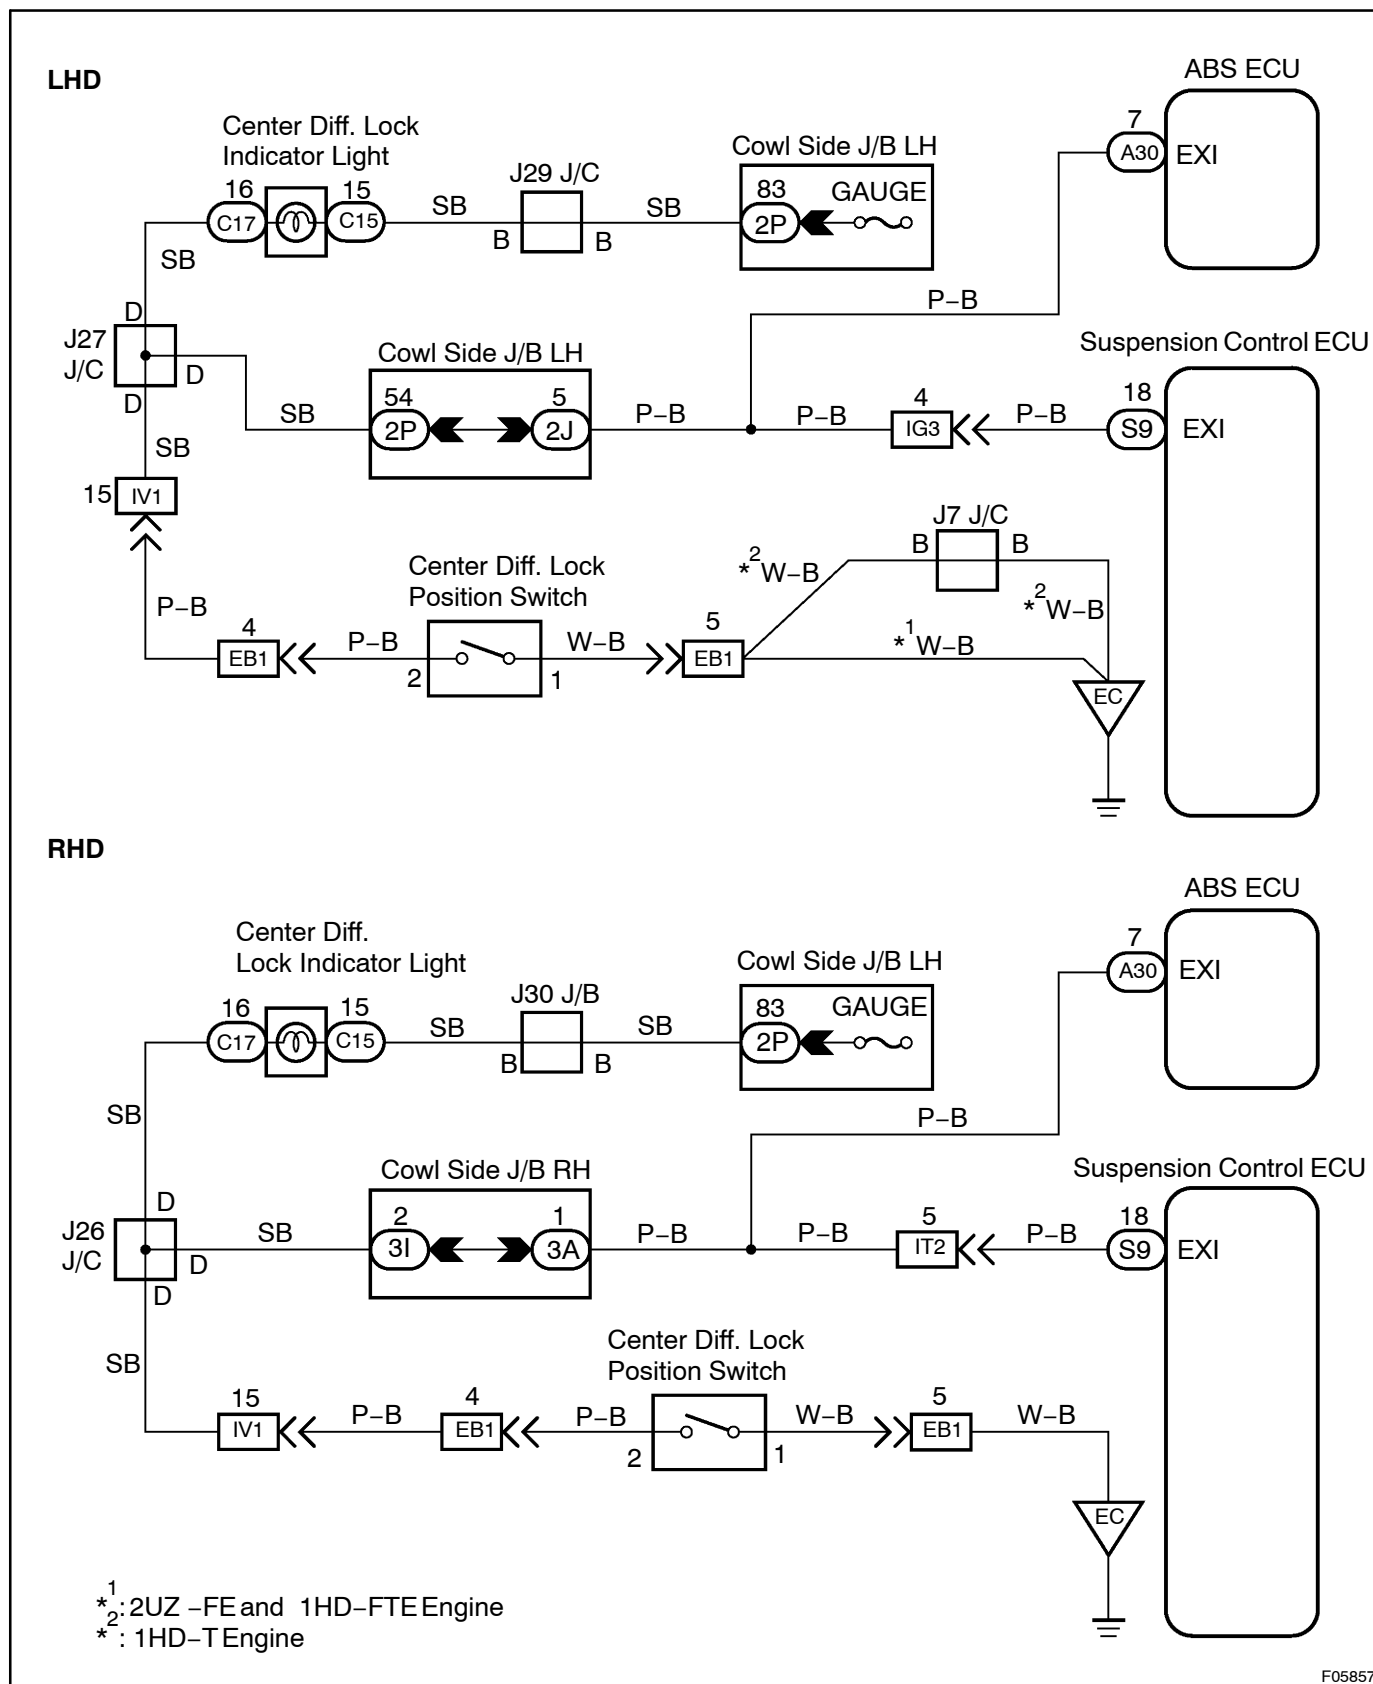 LHD
ABS ECU
Center Diff. Lock
Indicator Light
J29 J/C
Cowl Side J/B LH
7
A30
EXI
16
15
C17
C15
SB
SB
B
B
83
2P
GAUGE
SB
P–B
D
J27
J/C
D
D
Cowl Side J/B LH
Suspension Control ECU
54
5
2P
2J
SB
P–B
P–B
4
IG3
P–B
18
S9
EXI
SB
15
IV1
J7 J/C
B
B
Center Diff. Lock
Position Switch
*2 W–B
*2 W–B
P–B
4
EB1
P–B
2
1
W–B
5
EB1
*1 W–B
EC
RHD
ABS ECU
Center Diff.
Lock Indicator Light
J30 J/B
Cowl Side J/B LH
7
A30
EXI
16
15
C17
C15
SB
SB
B
B
83
2P
GAUGE
SB
P–B
Cowl Side J/B RH
Suspension Control ECU
D
J26
J/C
D
D
SB
2
1
3I
3A
P–B
P–B
5
IT2
P–B
18
S9
EXI
SB
Center Diff. Lock
Position Switch
15
IV1
P–B
4
EB1
P–B
2
1
W–B
5
EB1
W–B
EC
*1 : 2UZ –FE and 1HD–FTE Engine
*2 : 1HD–T Engine
F05857